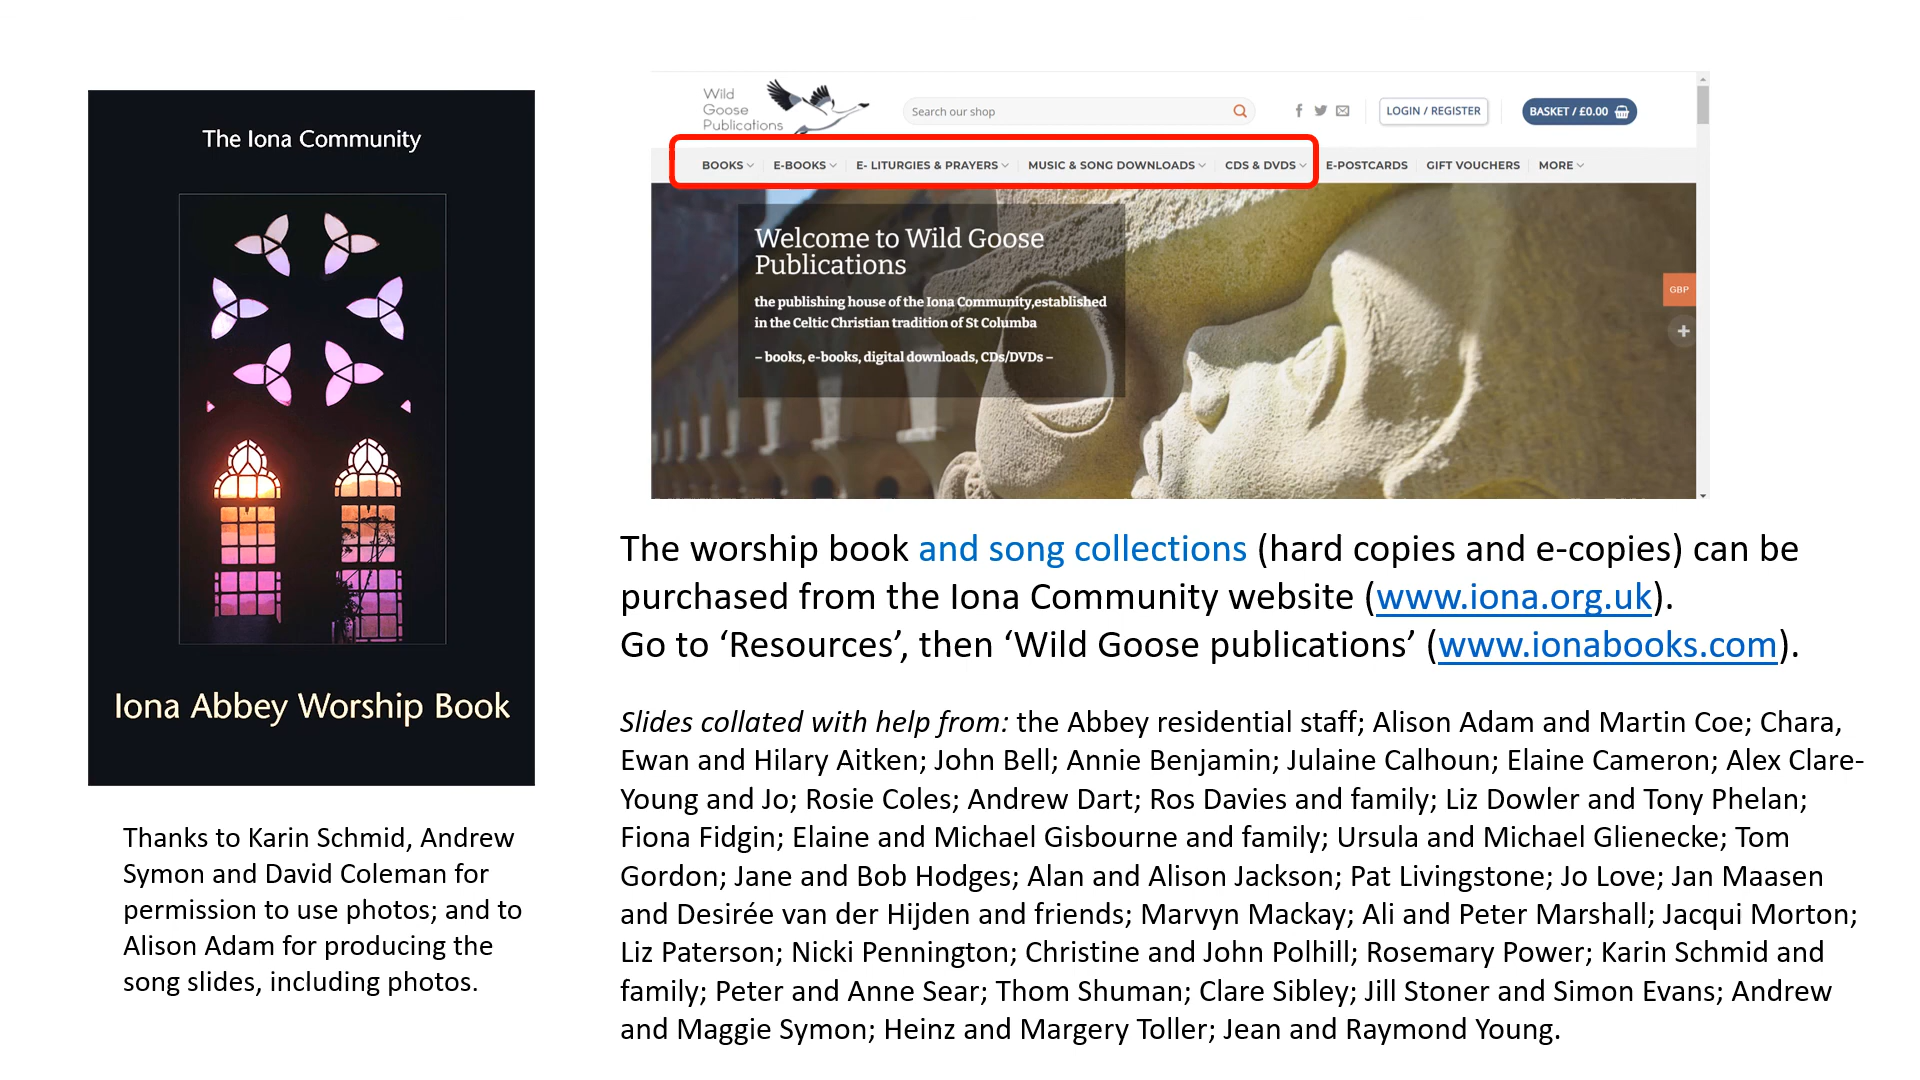 The Iona Community
Iona Abbey Worship Book
Thanks to Karin Schmid, Andrew
Symon and David Coleman for
permission to use photos; and to
Alison Adam for producing the
song slides, including photos.
Wild
Goose
Publications
Search our shop
LOGIN / REGISTER
BASKET / £0.00
BOOKS E-BOOKS E- LITURGIES & PRAYERS MUSIC & SONG DOWNLOADS CDS & DVDS E-POSTCARDS GIFT VOUCHERS MORE
Welcome to Wild Goose
Publications
the publishing house of the Iona Community,established
in the Celtic Christian tradition of St Columba
– books, e-books, digital downloads, CDs/DVDs –
GBP
The worship book and song collections (hard copies and e-copies) can be
purchased from the Iona Community website (www.iona.org.uk).
Go to ‘Resources’, then ‘Wild Goose publications’ (www.ionabooks.com).
Slides collated with help from: the Abbey residential staff; Alison Adam and Martin Coe; Chara,
Ewan and Hilary Aitken; John Bell; Annie Benjamin; Julaine Calhoun; Elaine Cameron; Alex Clare-
Young and Jo; Rosie Coles; Andrew Dart; Ros Davies and family; Liz Dowler and Tony Phelan;
Fiona Fidgin; Elaine and Michael Gisbourne and family; Ursula and Michael Glienecke; Tom
Gordon; Jane and Bob Hodges; Alan and Alison Jackson; Pat Livingstone; Jo Love; Jan Maasen
and Desirée van der Hijden and friends; Marvyn Mackay; Ali and Peter Marshall; Jacqui Morton;
Liz Paterson; Nicki Pennington; Christine and John Polhill; Rosemary Power; Karin Schmid and
family; Peter and Anne Sear; Thom Shuman; Clare Sibley; Jill Stoner and Simon Evans; Andrew
and Maggie Symon; Heinz and Margery Toller; Jean and Raymond Young.